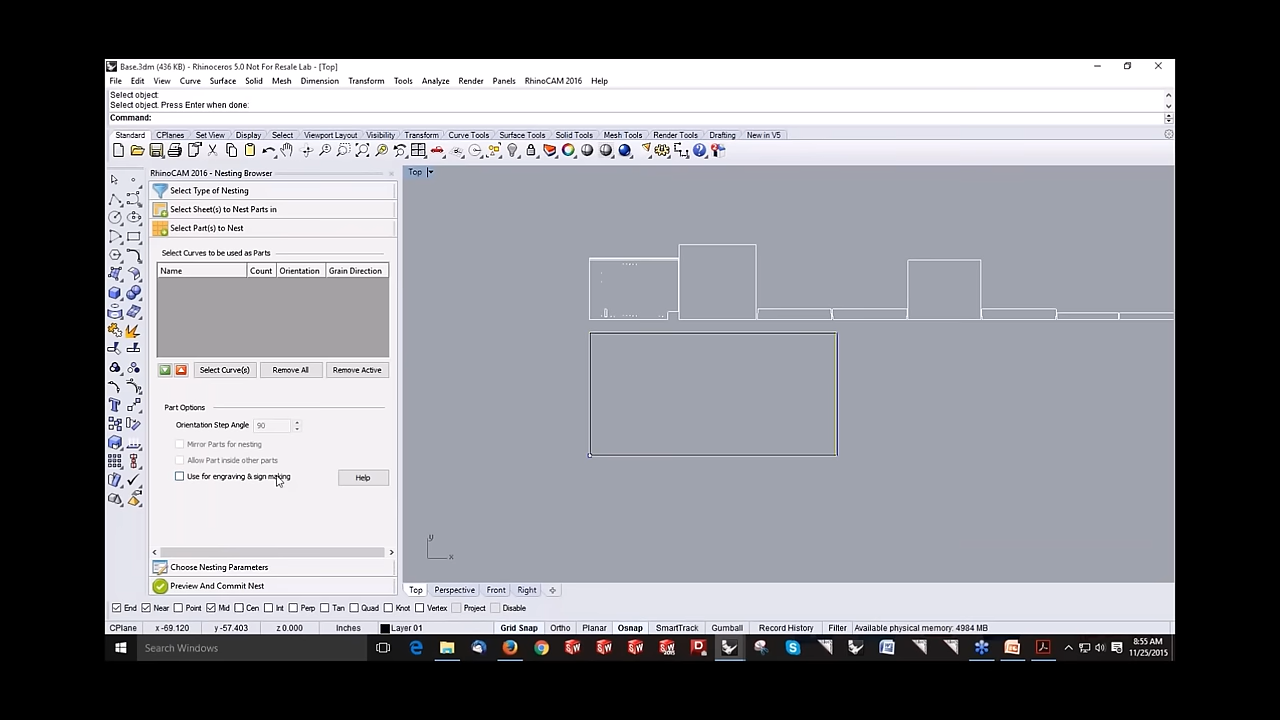 Base.3dm (436 KB) - Rhinoceros 5.0 Not For Resale Lab - [Top]
File Edit View Curve Surface Solid Mesh Dimension Transform Tools Analyze Render Panels RhinoCAM 2016 Help
Select object:
Select object. Press Enter when done:
Command:
Standard CPlanes Set View Display Select Viewport Layout Visibility Transform Curve Tools Surface Tools Solid Tools Mesh Tools Render Tools Drafting New in V5
RhinoCAM 2016 - Nesting Browser
Top
Select Type of Nesting
Select Sheet(s) to Nest Parts in
Select Part(s) to Nest
Select Curves to be used as Parts
Name Count Orientation Grain Direction
Select Curve(s) Remove All Remove Active
Part Options
Orientation Step Angle 90
Mirror Parts for nesting
Allow Part inside other parts
Use for engraving & sign making
Help
y
x
Choose Nesting Parameters
Preview And Commit Nest
Top Perspective Front Right
End Near Point Mid Cen Int Perp Tan Quad Knot Vertex Project Disable
CPlane x -69.120 y -57.403 z 0.000 Inches Layer 01 Grid Snap Ortho Planar Osnap SmartTrack Gumball Record History Filter Available physical memory: 4984 MB
Search Windows
8:55 AM
11/25/2015